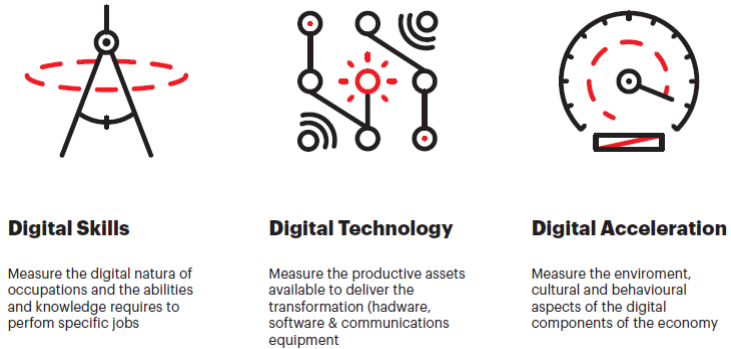 Digital Skills
Measure the digital natura of
occupations and the abilities
and knowledge requires to
perfom specific jobs
Digital Technology
Measure the productive assets
available to deliver the
transformation (hadware,
software & communications
equipment
Digital Acceleration
Measure the enviroment,
cultural and behavioural
aspects of the digital
components of the economy